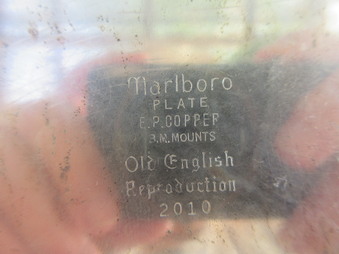 Marlboro
PLATE
E.P.COPPER
B.M.MOUNTS
Old English
Reproduction
2010